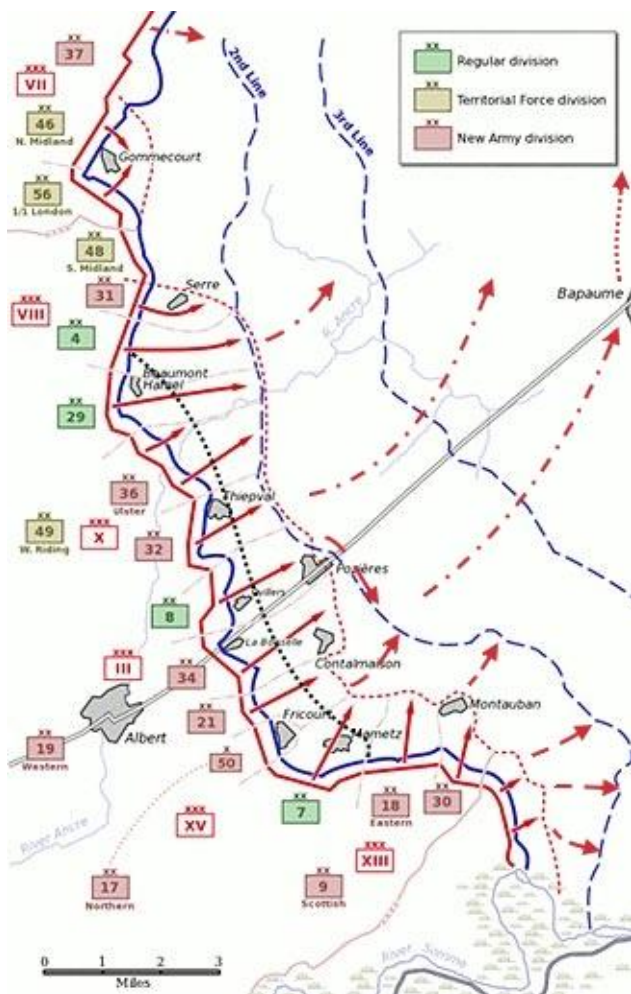 XX
37
XXX
VII
XX
46
N. Midland
XX
56
1/1 London
XX
48
S. Midland
XX
31
XXX
VIII
XX
4
XX
29
XX
36
Ulster
XX
49
W. Riding
XXX
X
XX
32
XX
8
XXX
III
XX
34
XX
21
XX
19
Western
X
50
XXX
XV
XX
7
XX
18
Eastern
XX
30
XXX
XIII
XX
17
Northern
XX
9
Scottish
2nd Line
3rd Line
XX
Regular division
XX
Territorial Force division
XX
New Army division
Gommecourt
Serre
R. Ancre
Bapaume
Beaumont
Hamel
Thiepval
Pozières
La Boisselle
Contalmaison
Albert
Fricourt
Mametz
Montauban
River Ancre
River Somme
0 1 2 3
Miles